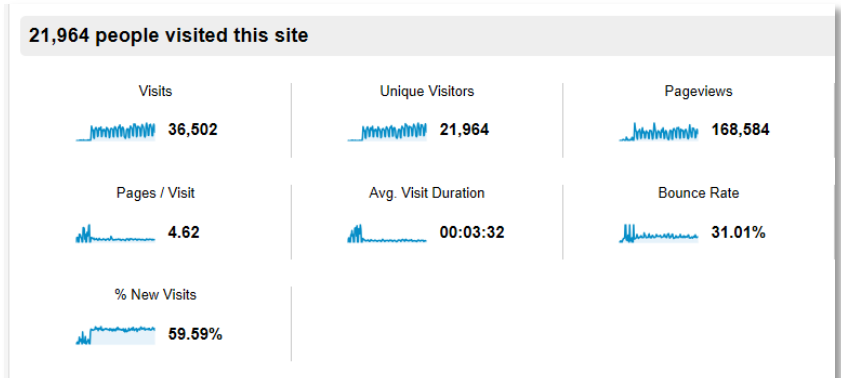 21,964 people visited this site
Visits
36,502
Unique Visitors
21,964
Pageviews
168,584
Pages / Visit
4.62
Avg. Visit Duration
00:03:32
Bounce Rate
31.01%
% New Visits
59.59%